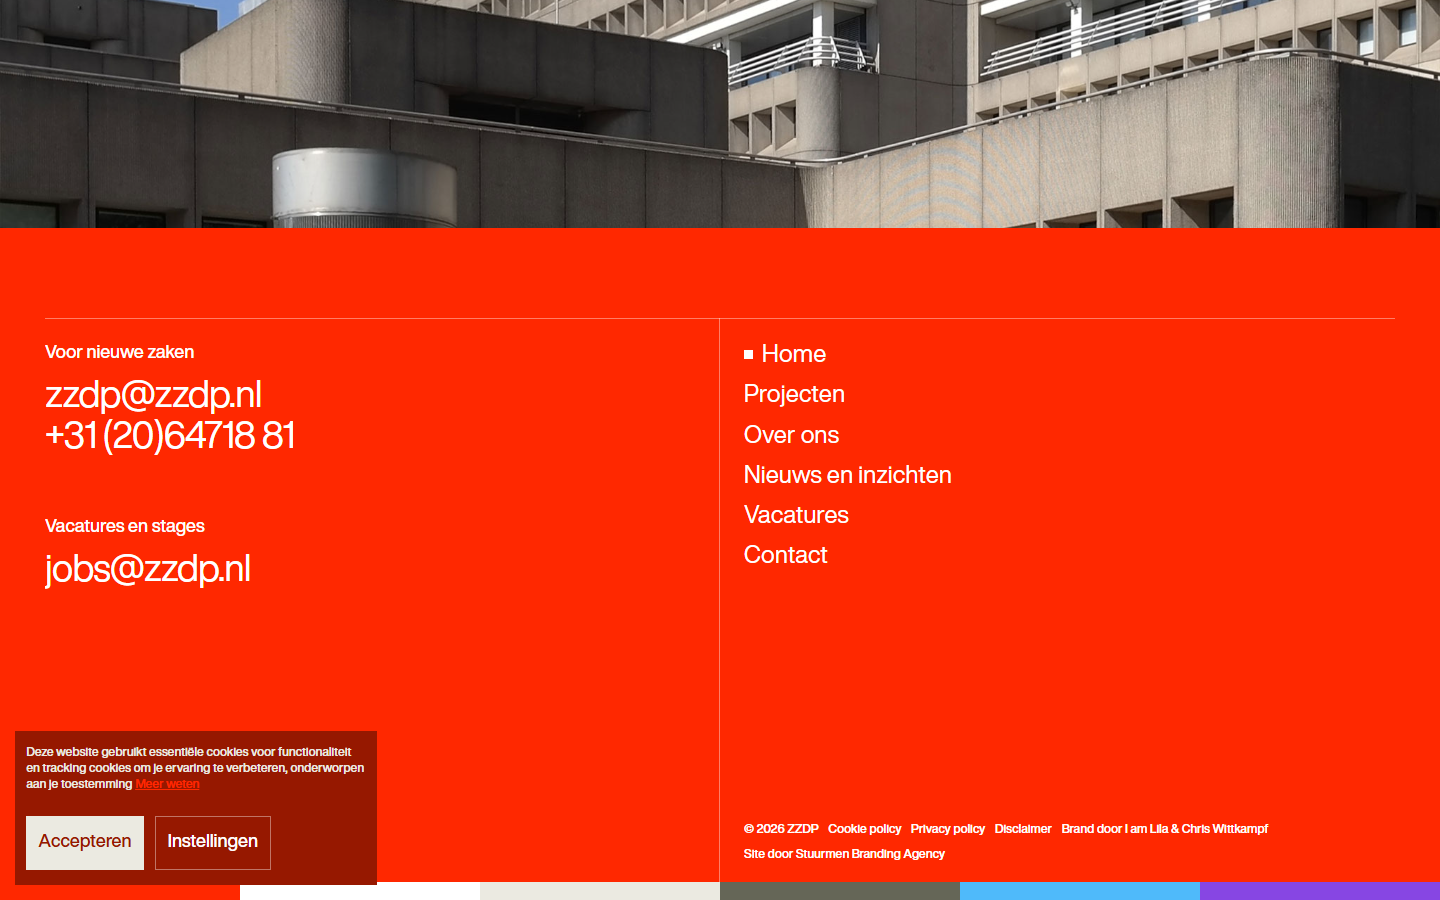 Voor nieuwe zaken
zzdp@zzdp.nl
+31 (20)64718 81
Vacatures en stages
jobs@zzdp.nl
Home
Projecten
Over ons
Nieuws en inzichten
Vacatures
Contact
Deze website gebruikt essentiële cookies voor functionaliteit
en tracking cookies om je ervaring te verbeteren, onderworpen
aan je toestemming Meer weten
Accepteren
Instellingen
© 2026 ZZDP Cookie policy Privacy policy Disclaimer Brand door I am Lila & Chris Wittkampf
Site door Stuurmen Branding Agency